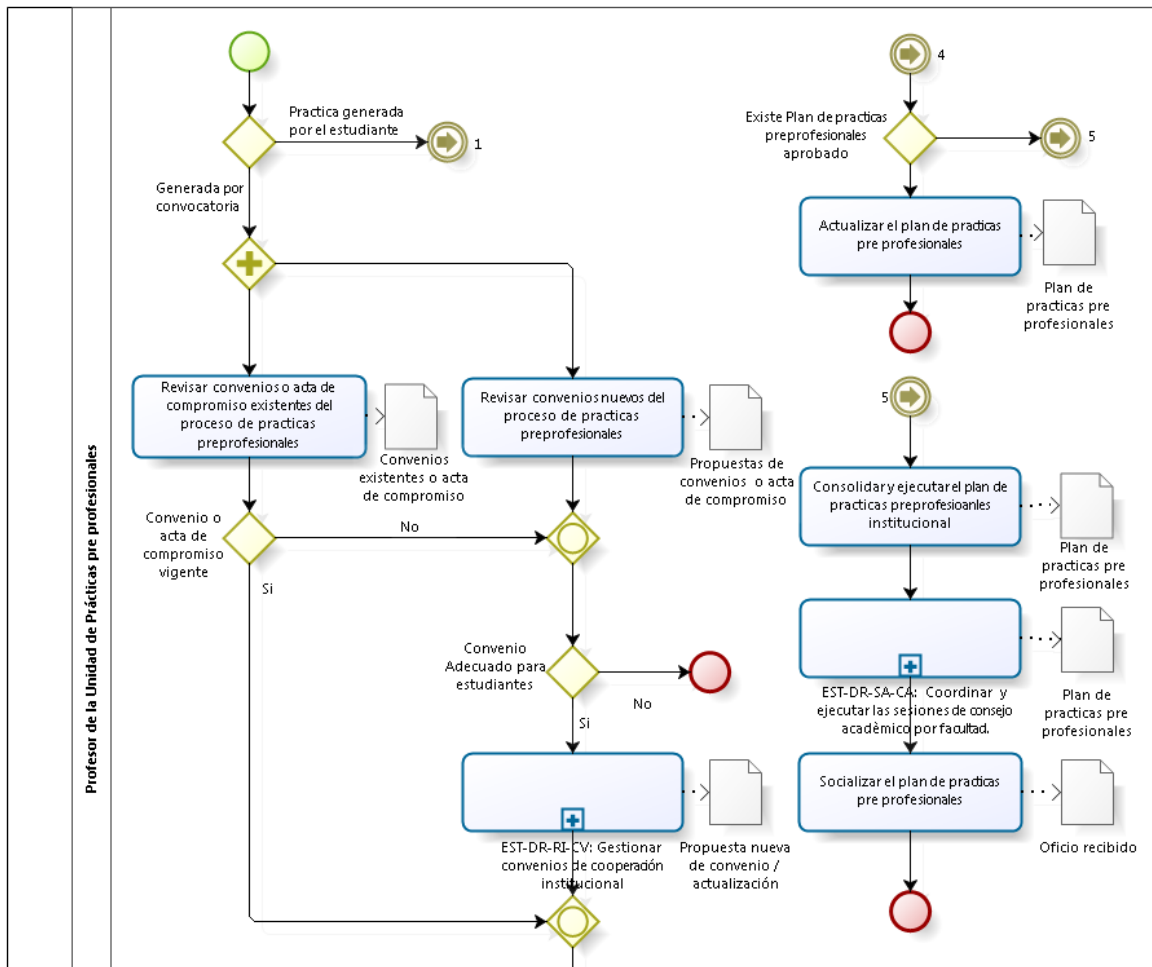 Profesor de la Unidad de Prácticas pre profesionales
Practica generada
por el estudiante
1
Generada por
convocatoria
Revisar convenios o acta de
compromiso existentes del
proceso de practicas
preprofesionales
Convenios
existentes o acta
de compromiso
Revisar convenios nuevos del
proceso de practicas
preprofesionales
Propuestas de
convenios o acta
de compromiso
Convenio o
acta de
compromiso
vigente
No
Si
Convenio
Adecuado para
estudiantes
No
Si
EST-DR-RI-CV: Gestionar
convenios de cooperación
institucional
Propuesta nueva
de convenio /
actualización
4
Existe Plan de practicas
preprofesionales
aprobado
5
Actualizar el plan de practicas
pre profesionales
Plan de
practicas pre
profesionales
5
Consolidar y ejecutar el plan de
practicas preprofesioanles
institucional
Plan de
practicas pre
profesionales
EST-DR-SA-CA: Coordinar y
ejecutar las sesiones de consejo
acadèmico por facultad.
Plan de
practicas pre
profesionales
Socializar el plan de practicas
pre profesionales
Oficio recibido